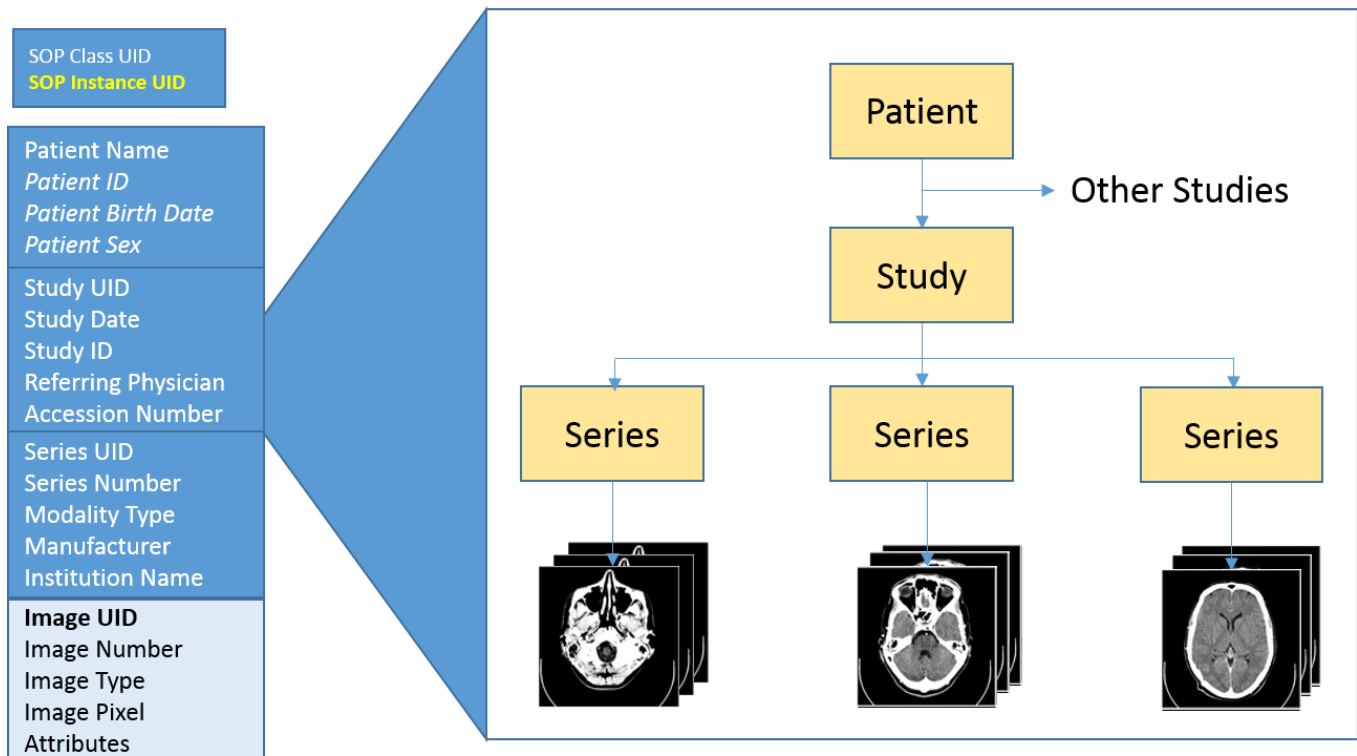 SOP Class UID
SOP Instance UID
Patient Name
Patient ID
Patient Birth Date
Patient Sex
Study UID
Study Date
Study ID
Referring Physician
Accession Number
Series UID
Series Number
Modality Type
Manufacturer
Institution Name
Image UID
Image Number
Image Type
Image Pixel
Attributes
Patient
Other Studies
Study
Series
Series
Series